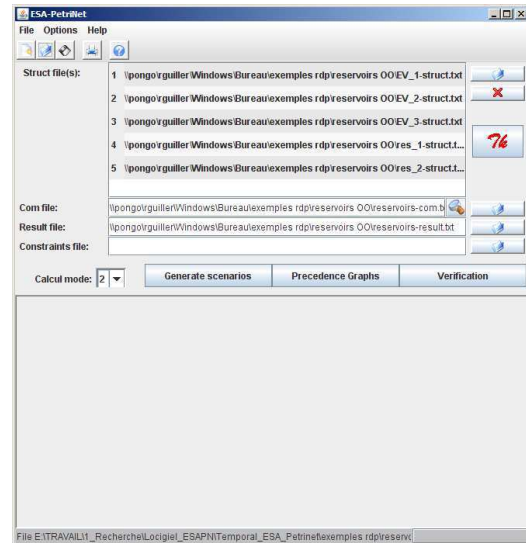 ESA-PetriNet
File Options Help
Struct file(s):
1 \\pongo\rguiller\Windows\Bureau\exemples rdp\reservoirs OO\EV_1-struct.txt
2 \\pongo\rguiller\Windows\Bureau\exemples rdp\reservoirs OO\EV_2-struct.txt
3 \\pongo\rguiller\Windows\Bureau\exemples rdp\reservoirs OO\EV_3-struct.txt
4 \\pongo\rguiller\Windows\Bureau\exemples rdp\reservoirs OO\res_1-struct.t...
5 \\pongo\rguiller\Windows\Bureau\exemples rdp\reservoirs OO\res_2-struct.t...
Com file: \\pongo\rguiller\Windows\Bureau\exemples rdp\reservoirs OO\reservoirs-com.t
Result file: \\pongo\rguiller\Windows\Bureau\exemples rdp\reservoirs OO\reservoirs-result.txt
Constraints file:
Calcul mode: 2 Generate scenarios Precedence Graphs Verification
File E:\TRAVAIL\1_Recherche\Locigiel_ESAPN\Temporal_ESA_Petrinet\exemples rdp\reserv